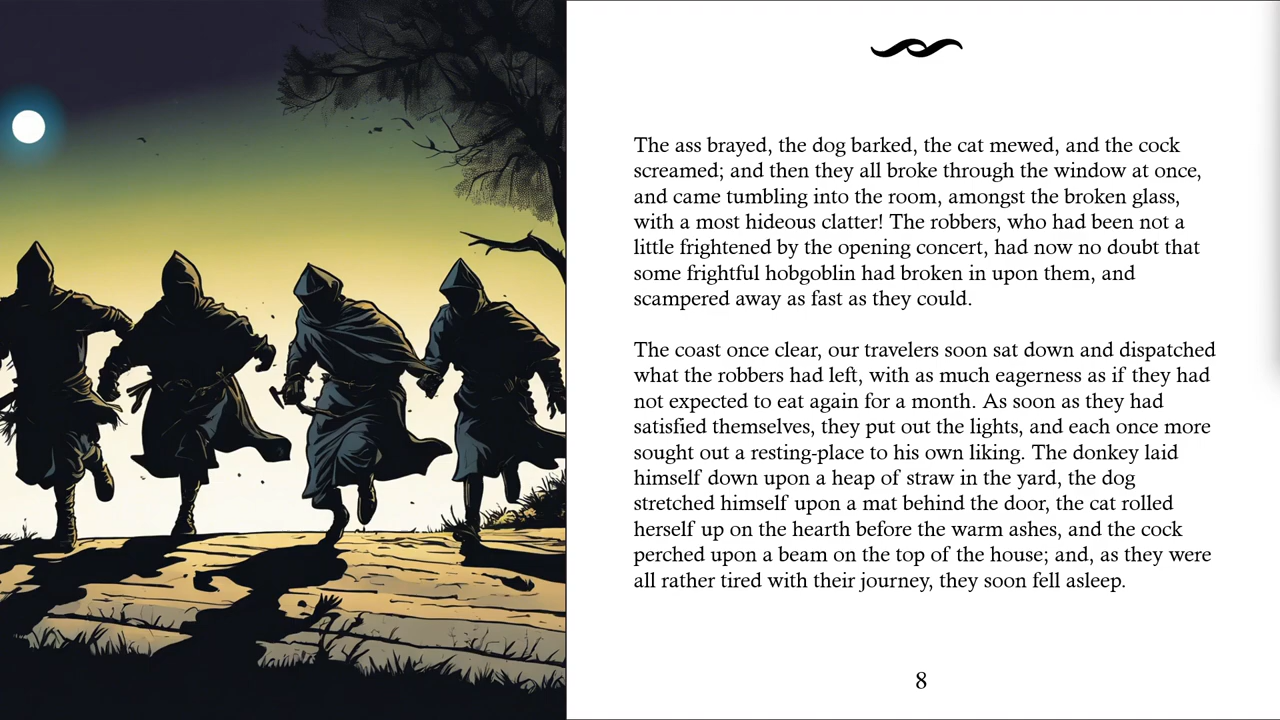 The ass brayed, the dog barked, the cat mewed, and the cock
screamed; and then they all broke through the window at once,
and came tumbling into the room, amongst the broken glass,
with a most hideous clatter! The robbers, who had been not a
little frightened by the opening concert, had now no doubt that
some frightful hobgoblin had broken in upon them, and
scampered away as fast as they could.
The coast once clear, our travelers soon sat down and dispatched
what the robbers had left, with as much eagerness as if they had
not expected to eat again for a month. As soon as they had
satisfied themselves, they put out the lights, and each once more
sought out a resting-place to his own liking. The donkey laid
himself down upon a heap of straw in the yard, the dog
stretched himself upon a mat behind the door, the cat rolled
herself up on the hearth before the warm ashes, and the cock
perched upon a beam on the top of the house; and, as they were
all rather tired with their journey, they soon fell asleep.
8